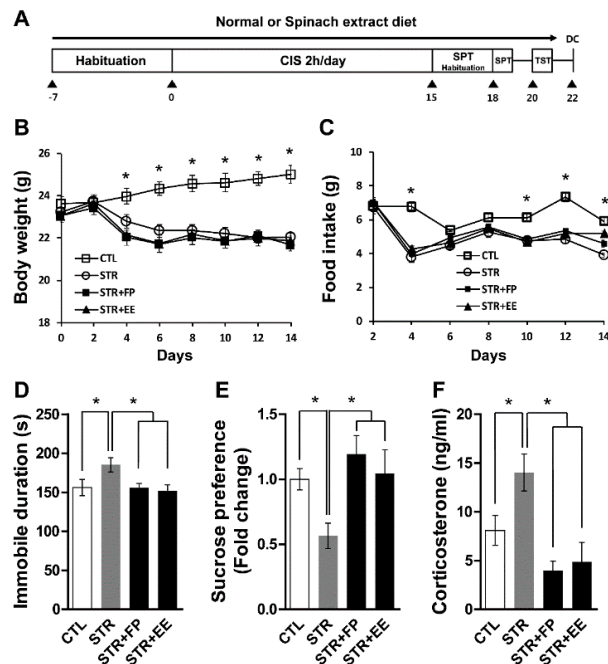 A
Normal or Spinach extract diet
DC
Habituation
CIS 2h/day
SPT
Habituation
SPT
TST
-7
0
15
18
20
22
B
Body weight (g)
26
24
22
20
18
* * * * * *
CTL
STR
STR+FP
STR+EE
0 2 4 6 8 10 12 14
Days
C
Food intake (g)
10
8
6
4
2
0
* * * *
CTL
STR
STR+FP
STR+EE
2 4 6 8 10 12 14
Days
D
Immobile duration (s)
250
200
150
100
50
0
* *
CTL
STR
STR+FP
STR+EE
E
Sucrose preference
(Fold change)
1.5
1.0
0.5
0.0
* *
CTL
STR
STR+FP
STR+EE
F
Corticosterone (ng/ml)
20
15
10
5
0
* *
CTL
STR
STR+FP
STR+EE